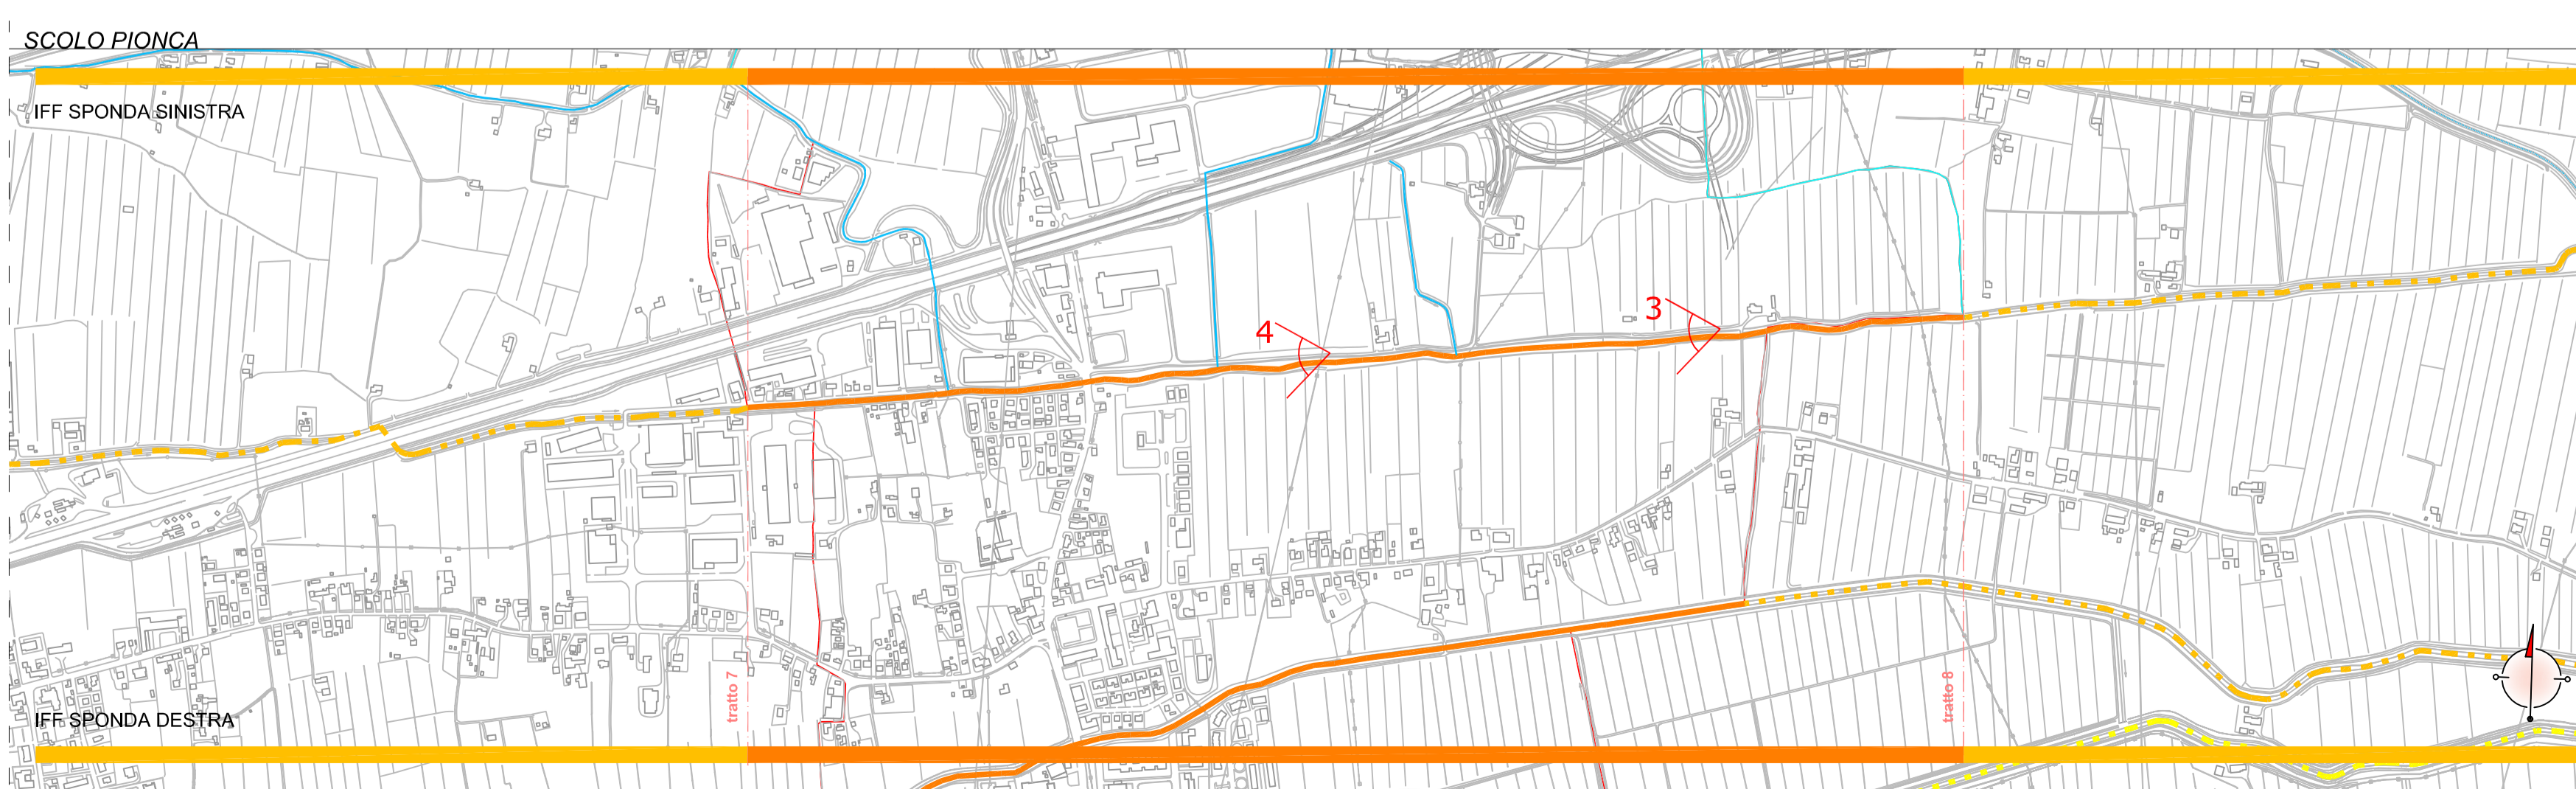 SCOLO PIONCA
IFF SPONDA SINISTRA
3
4
tratto 7
tratto 8
IFF SPONDA DESTRA